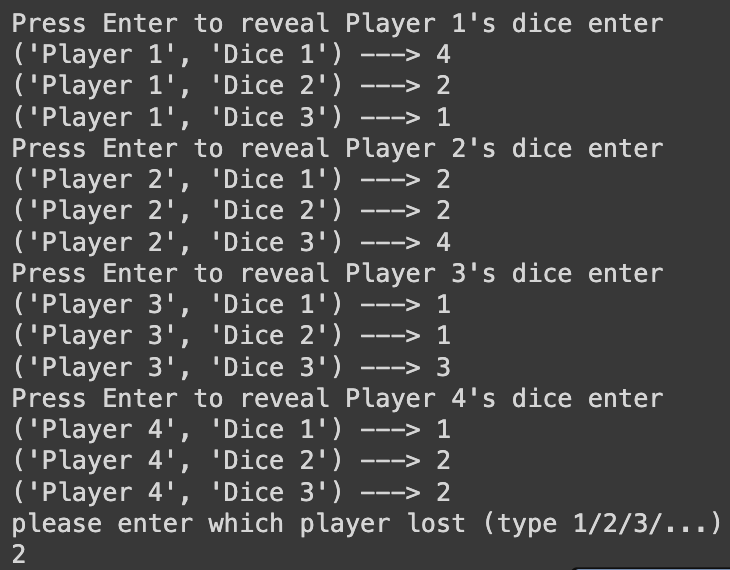 Press Enter to reveal Player 1's dice enter
('Player 1', 'Dice 1') ---> 4
('Player 1', 'Dice 2') ---> 2
('Player 1', 'Dice 3') ---> 1
Press Enter to reveal Player 2's dice enter
('Player 2', 'Dice 1') ---> 2
('Player 2', 'Dice 2') ---> 2
('Player 2', 'Dice 3') ---> 4
Press Enter to reveal Player 3's dice enter
('Player 3', 'Dice 1') ---> 1
('Player 3', 'Dice 2') ---> 1
('Player 3', 'Dice 3') ---> 3
Press Enter to reveal Player 4's dice enter
('Player 4', 'Dice 1') ---> 1
('Player 4', 'Dice 2') ---> 2
('Player 4', 'Dice 3') ---> 2
please enter which player lost (type 1/2/3/...)
2